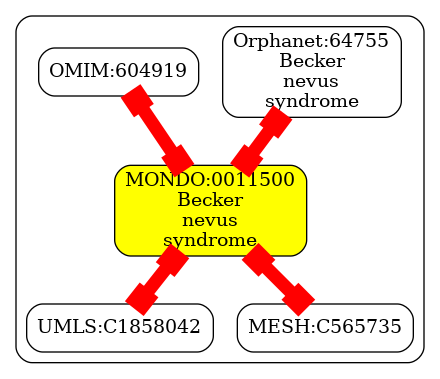 OMIM:604919
Orphanet:64755
Becker
nevus
syndrome
MONDO:0011500
Becker
nevus
syndrome
UMLS:C1858042
MESH:C565735